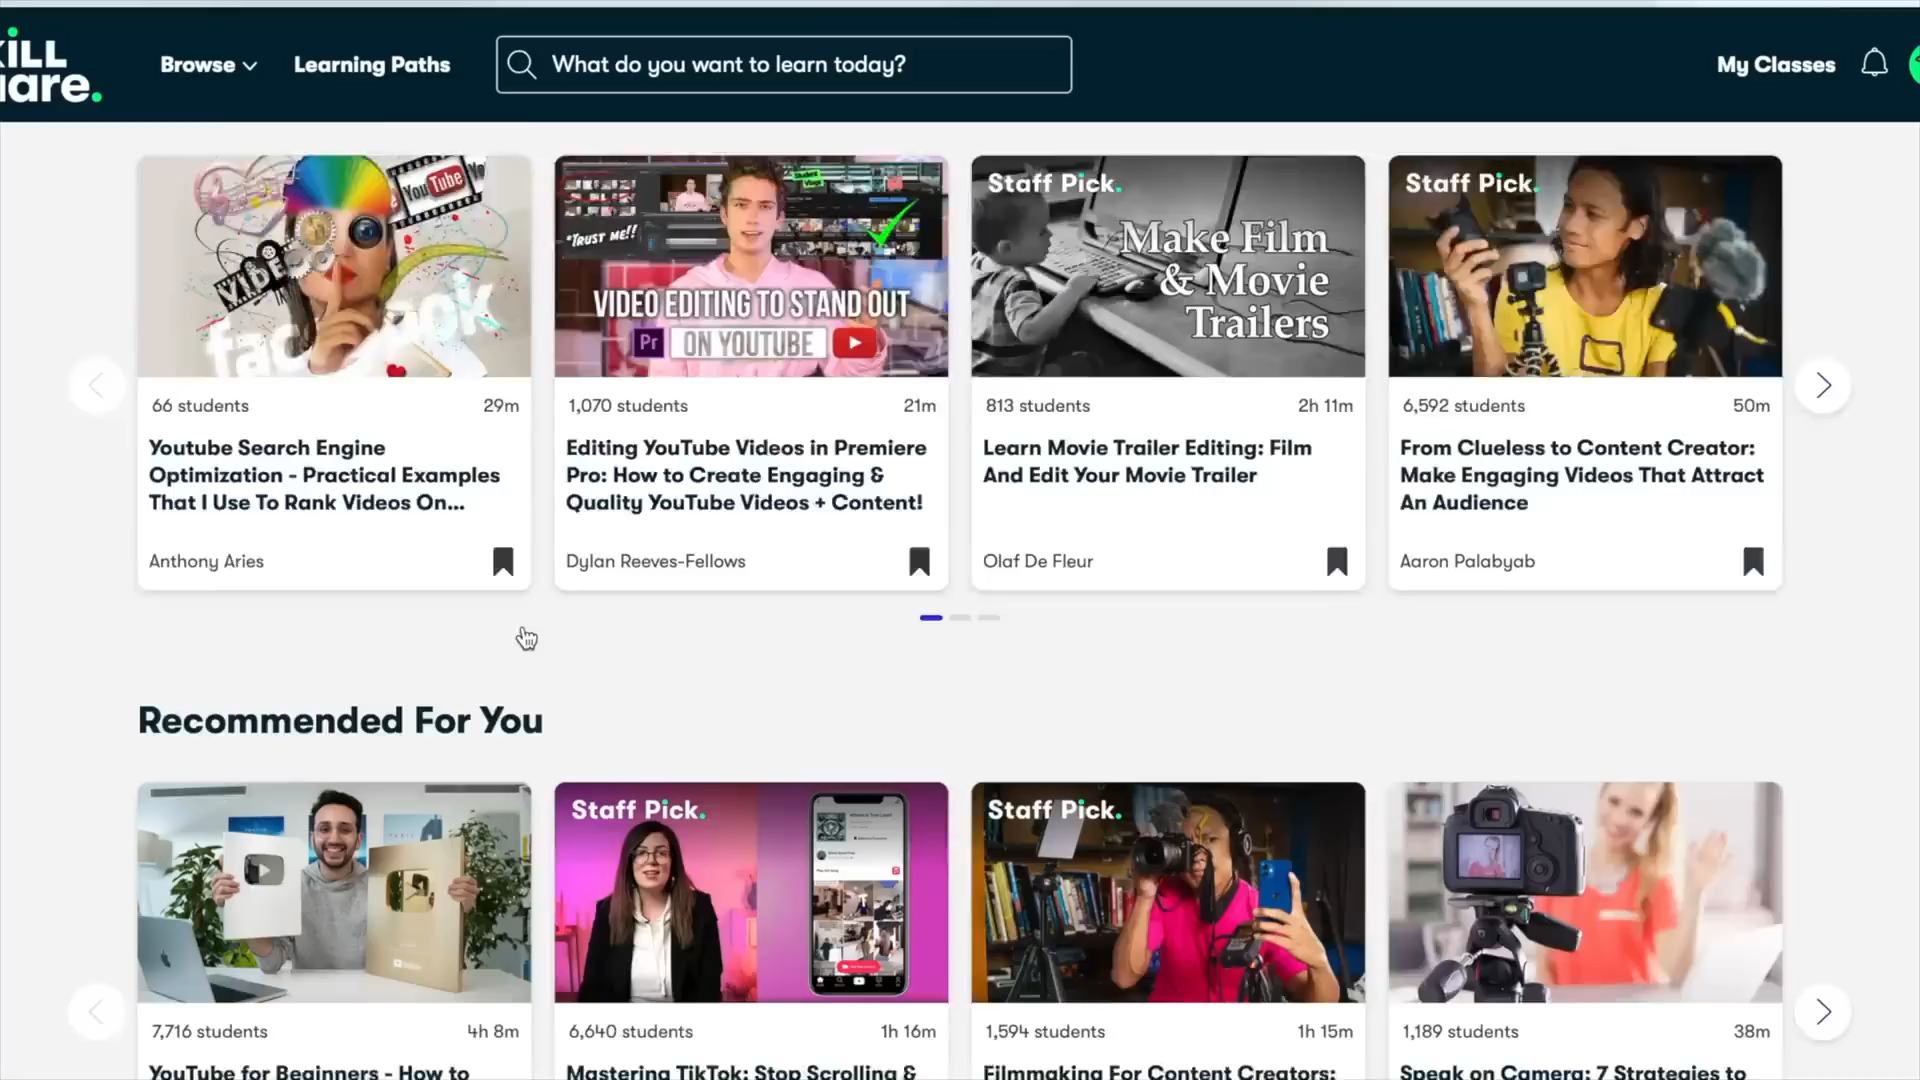 KILL
hare.
Browse
Learning Paths
What do you want to learn today?
My Classes
YouTube
VIDEO
facebook
"TRUST ME!!
VIDEO EDITING TO STAND OUT
Pr ON YOUTUBE
Staff Pick.
Make Film
& Movie
Trailers
Staff Pick.
66 students 29m
Youtube Search Engine
Optimization - Practical Examples
That I Use To Rank Videos On...
Anthony Aries
1,070 students 21m
Editing YouTube Videos in Premiere
Pro: How to Create Engaging &
Quality YouTube Videos + Content!
Dylan Reeves-Fellows
813 students 2h 11m
Learn Movie Trailer Editing: Film
And Edit Your Movie Trailer
Olaf De Fleur
6,592 students 50m
From Clueless to Content Creator:
Make Engaging Videos That Attract
An Audience
Aaron Palabyab
Recommended For You
Staff Pick.
Staff Pick.
7,716 students 4h 8m
YouTube for Beginners - How to
6,640 students 1h 16m
Mastering TikTok: Stop Scrolling &
1,594 students 1h 15m
Filmmaking For Content Creators:
1,189 students 38m
Speak on Camera: 7 Strategies to